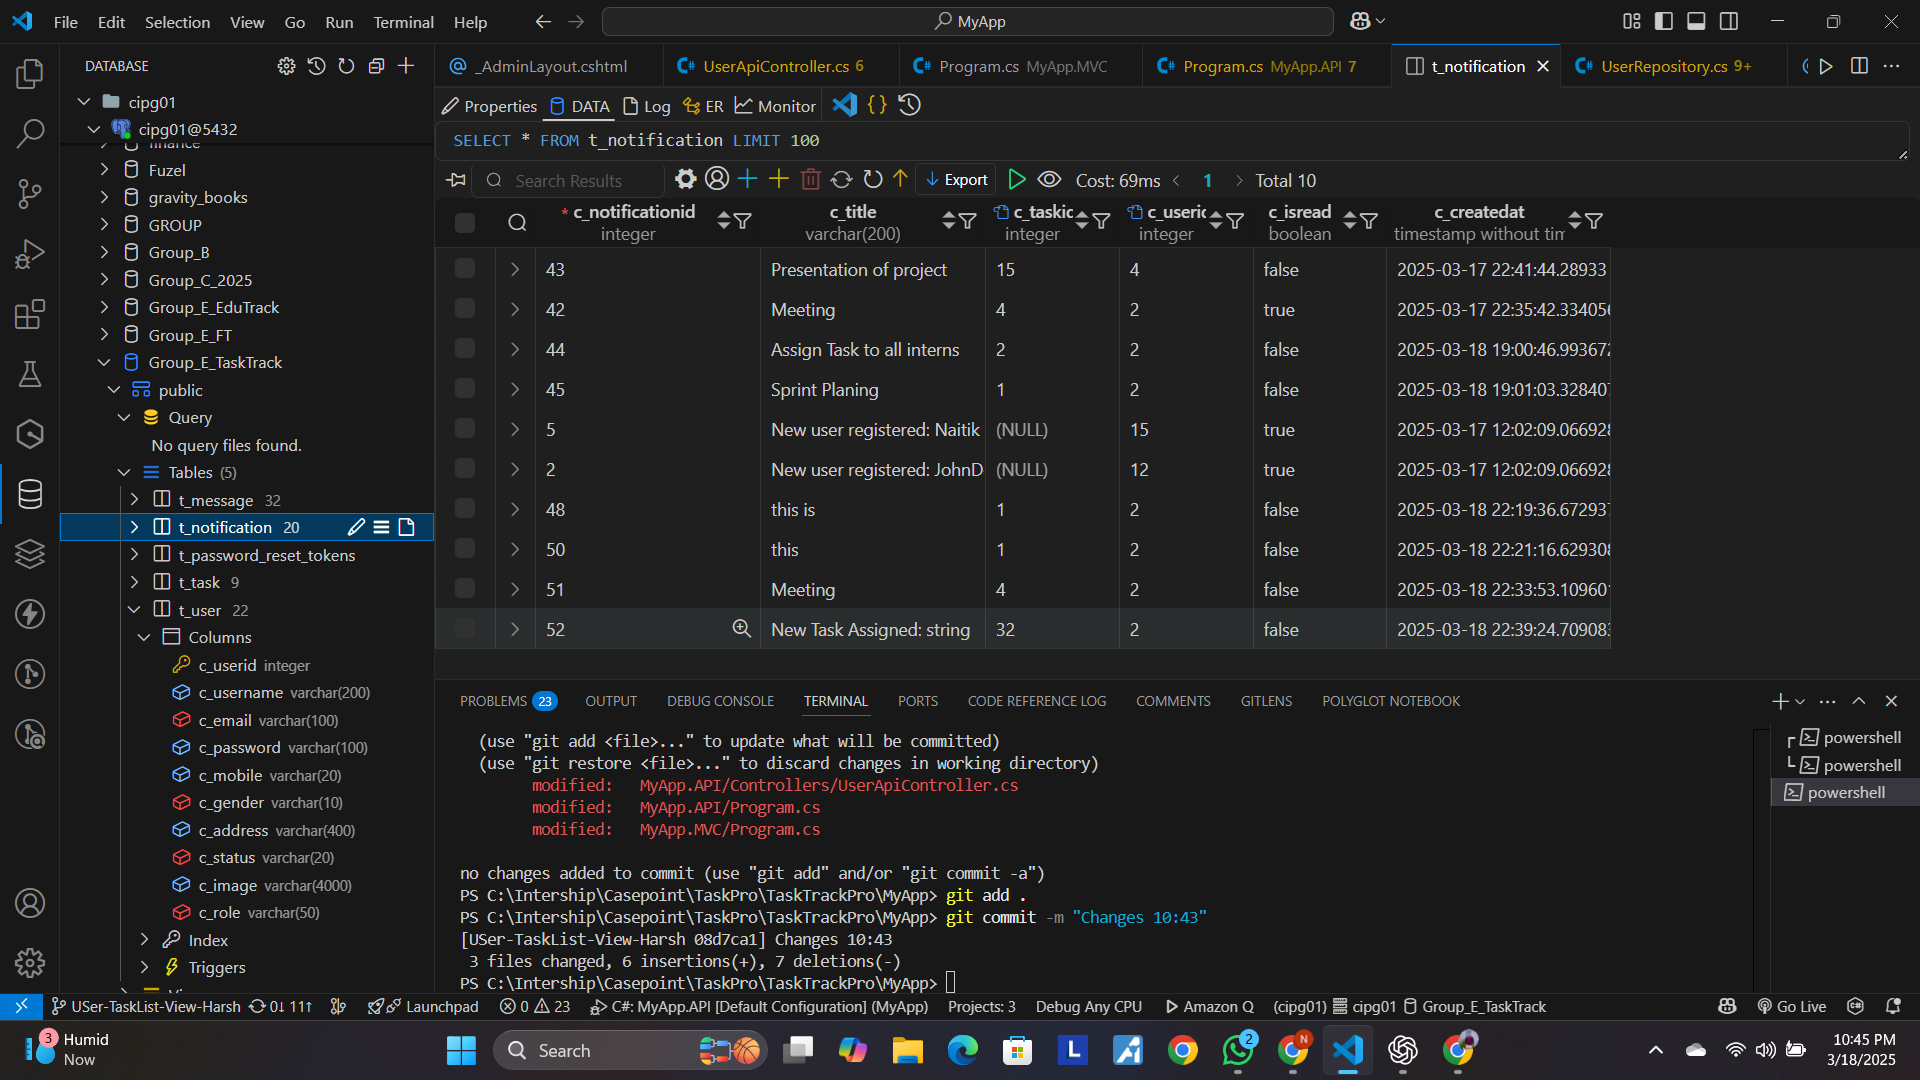 File Edit Selection View Go Run Terminal Help
MyApp
DATABASE
cipg01
cipg01@5432
finance
Fuzel
gravity_books
GROUP
Group_B
Group_C_2025
Group_E_EduTrack
Group_E_FT
Group_E_TaskTrack
public
Query
No query files found.
Tables (5)
t_message 32
t_notification 20
t_password_reset_tokens
t_task 9
t_user 22
Columns
c_userid integer
c_username varchar(200)
c_email varchar(100)
c_password varchar(100)
c_mobile varchar(20)
c_gender varchar(10)
c_address varchar(400)
c_status varchar(20)
c_image varchar(4000)
c_role varchar(50)
Index
Triggers
_AdminLayout.cshtml UserApiController.cs 6 Program.cs MyApp.MVC Program.cs MyApp.API 7 t_notification UserRepository.cs 9+
Properties DATA Log ER Monitor
SELECT * FROM t_notification LIMIT 100
Search Results Export Cost: 69ms 1 Total 10
* c_notificationid c_title c_taskic c_useric c_isread c_createdat
integer varchar(200) integer integer boolean timestamp without tim
43 Presentation of project 15 4 false 2025-03-17 22:41:44.28933
42 Meeting 4 2 true 2025-03-17 22:35:42.334056
44 Assign Task to all interns 2 2 false 2025-03-18 19:00:46.993672
45 Sprint Planing 1 2 false 2025-03-18 19:01:03.328407
5 New user registered: Naitik (NULL) 15 true 2025-03-17 12:02:09.066928
2 New user registered: JohnD (NULL) 12 true 2025-03-17 12:02:09.066928
48 this is 1 2 false 2025-03-18 22:19:36.672937
50 this 1 2 false 2025-03-18 22:21:16.629308
51 Meeting 4 2 false 2025-03-18 22:33:53.109601
52 New Task Assigned: string 32 2 false 2025-03-18 22:39:24.709083
PROBLEMS 23 OUTPUT DEBUG CONSOLE TERMINAL PORTS CODE REFERENCE LOG COMMENTS GITLENS POLYGLOT NOTEBOOK
(use "git add <file>..." to update what will be committed)
(use "git restore <file>..." to discard changes in working directory)
modified: MyApp.API/Controllers/UserApiController.cs
modified: MyApp.API/Program.cs
modified: MyApp.MVC/Program.cs
no changes added to commit (use "git add" and/or "git commit -a")
PS C:\Intership\Casepoint\TaskPro\TaskTrackPro\MyApp> git add .
PS C:\Intership\Casepoint\TaskPro\TaskTrackPro\MyApp> git commit -m "Changes 10:43"
[USer-TaskList-View-Harsh 08d7ca1] Changes 10:43
3 files changed, 6 insertions(+), 7 deletions(-)
PS C:\Intership\Casepoint\TaskPro\TaskTrackPro\MyApp>
powershell
powershell
powershell
USer-TaskList-View-Harsh 0↓ 11↑ Launchpad 0 23 C#: MyApp.API [Default Configuration] (MyApp) Projects: 3 Debug Any CPU Amazon Q (cipg01) cipg01 Group_E_TaskTrack Go Live
3 Humid
Now
Search
L
2
N
10:45 PM
3/18/2025